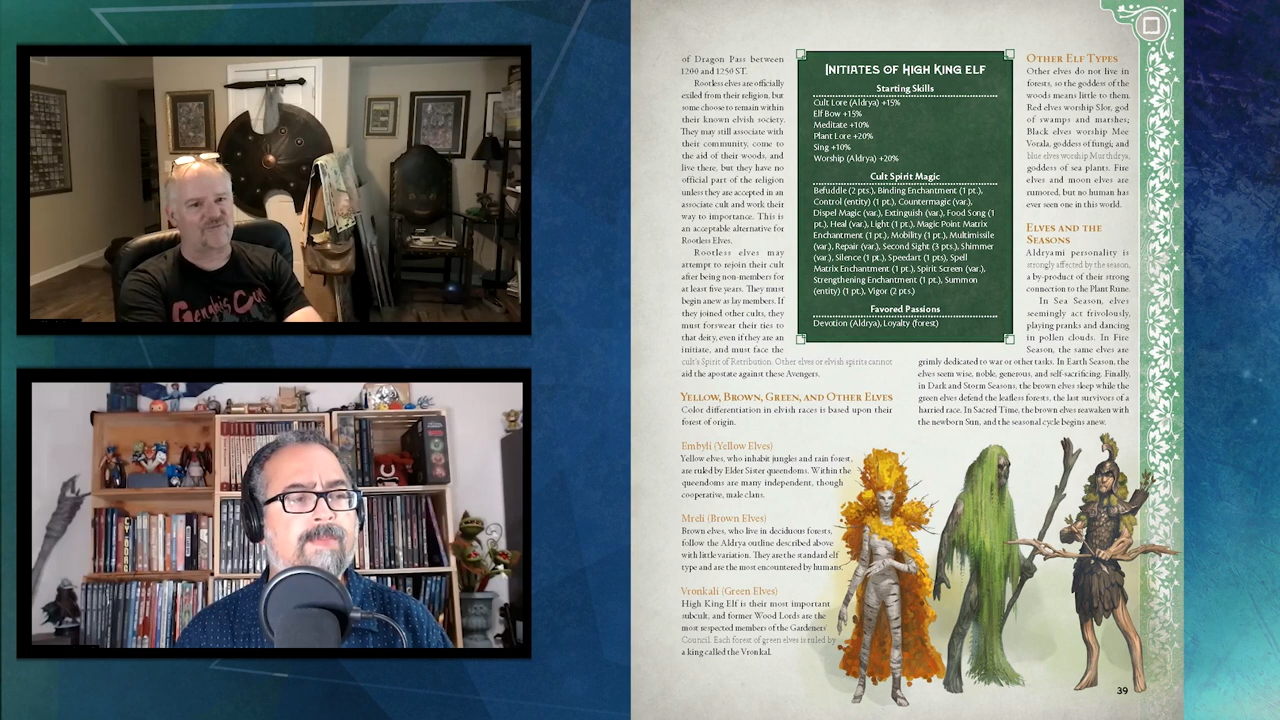 Genghis Con
of Dragon Pass between
1200 and 1250 ST.
Rootless elves are officially
exiled from their religion, but
some choose to remain within
their known elvish society.
They may still associate with
their community, come to
the aid of their woods, and
live there, but they have no
official part of the religion
unless they are accepted in an
associate cult and work their
way to importance. This is
an acceptable alternative for
Rootless Elves.
Rootless elves may
attempt to rejoin their cult
after being non-members for
at least five years. They must
begin anew as lay members. If
they joined other cults, they
must forswear their ties to
that deity, even if they are an
initiate, and must face the
cult's Spirit of Retribution. Other elves or elvish spirits cannot
aid the apostate against these Avengers.
Yellow, Brown, Green, and Other Elves
Color differentiation in elvish races is based upon their
forest of origin.
Embyli (Yellow Elves)
Yellow elves, who inhabit jungles and rain forest,
are ruled by Elder Sister queendoms. Within the
queendoms are many independent, though
cooperative, male clans.
Mreli (Brown Elves)
Brown elves, who live in deciduous forests,
follow the Aldrya outline described above
with little variation. They are the standard elf
type and are the most encountered by humans.
Vronkali (Green Elves)
High King Elf is their most important
subcult, and former Wood Lords are the
most respected members of the Gardeners'
Council. Each forest of green elves is ruled by
a king called the Vronkal.
Initiates of High King Elf
Starting Skills
Cult Lore (Aldrya) +15%
Elf Bow +15%
Meditate +10%
Plant Lore +20%
Sing +10%
Worship (Aldrya) +20%
Cult Spirit Magic
Befuddle (2 pts.), Binding Enchantment (1 pt.),
Control (entity) (1 pt.), Countermagic (var.),
Dispel Magic (var.), Extinguish (var.), Food Song (1
pt.), Heal (var.), Light (1 pt.), Magic Point Matrix
Enchantment (1 pt.), Mobility (1 pt.), Multimissile
(var.), Repair (var.), Second Sight (3 pts.), Shimmer
(var.), Silence (1 pt.), Speedart (1 pts), Spell
Matrix Enchantment (1 pt.), Spirit Screen (var.),
Strengthening Enchantment (1 pt.), Summon
(entity) (1 pt.), Vigor (2 pts.)
Favored Passions
Devotion (Aldrya), Loyalty (forest)
Other Elf Types
Other elves do not live in
forests, so the goddess of the
woods means little to them.
Red elves worship Slor, god
of swamps and marshes;
Black elves worship Mee
Vorala, goddess of fungi; and
blue elves worship Murthdrya,
goddess of sea plants. Fire
elves and moon elves are
rumored, but no human has
ever seen one in this world.
Elves and the
Seasons
Aldryami personality is
strongly affected by the season,
a by-product of their strong
connection to the Plant Rune.
In Sea Season, elves
seemingly act frivolously,
playing pranks and dancing
in pollen clouds. In Fire
Season, the same elves are
grimly dedicated to war or other tasks. In Earth Season, the
elves seem wise, noble, generous, and self-sacrificing. Finally,
in Dark and Storm Seasons, the brown elves sleep while the
green elves defend the leafless forests, the last survivors of a
harried race. In Sacred Time, the brown elves reawaken with
the newborn Sun, and the seasonal cycle begins anew.
39